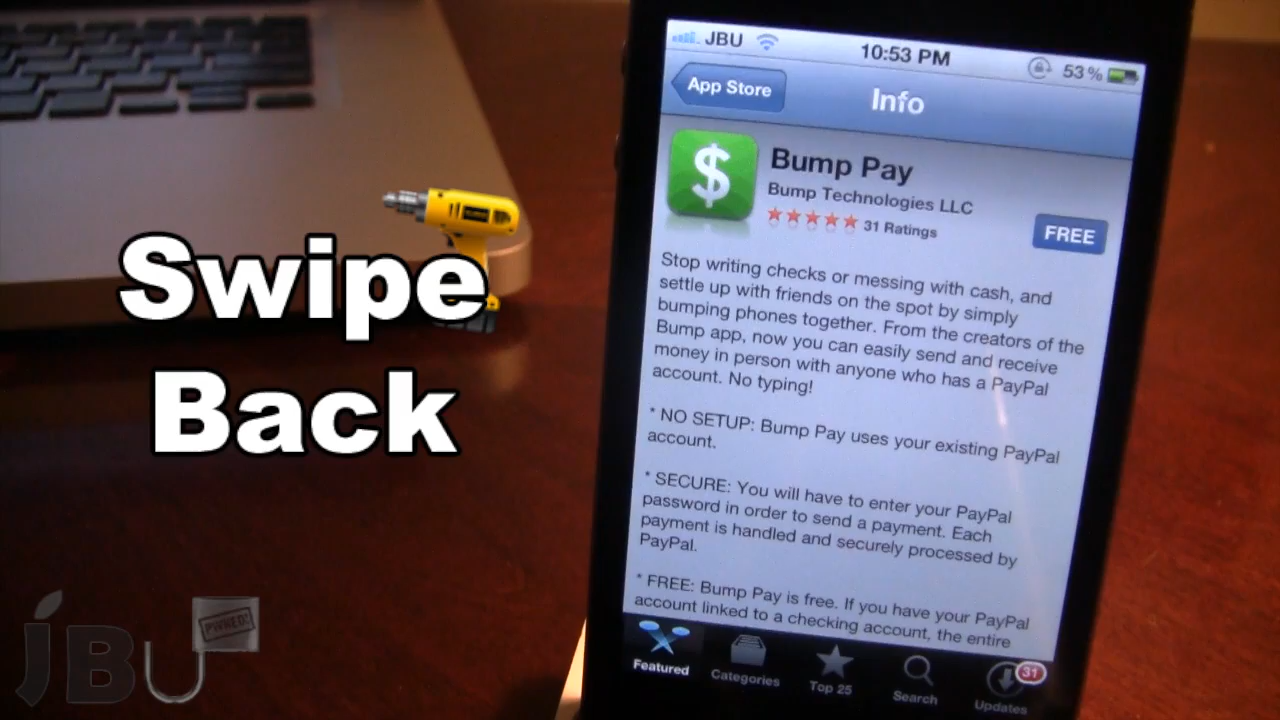 JBU 10:53 PM 53%
App Store Info
Bump Pay
Bump Technologies LLC
31 Ratings
FREE
Stop writing checks or messing with cash, and
settle up with friends on the spot by simply
bumping phones together. From the creators of the
Bump app, now you can easily send and receive
money in person with anyone who has a PayPal
account. No typing!
* NO SETUP: Bump Pay uses your existing PayPal
account.
* SECURE: You will have to enter your PayPal
password in order to send a payment. Each
payment is handled and securely processed by
PayPal.
* FREE: Bump Pay is free. If you have your PayPal
account linked to a checking account, the entire
Featured Categories Top 25 Search Updates 31
Swipe
Back
JBU PWNED!